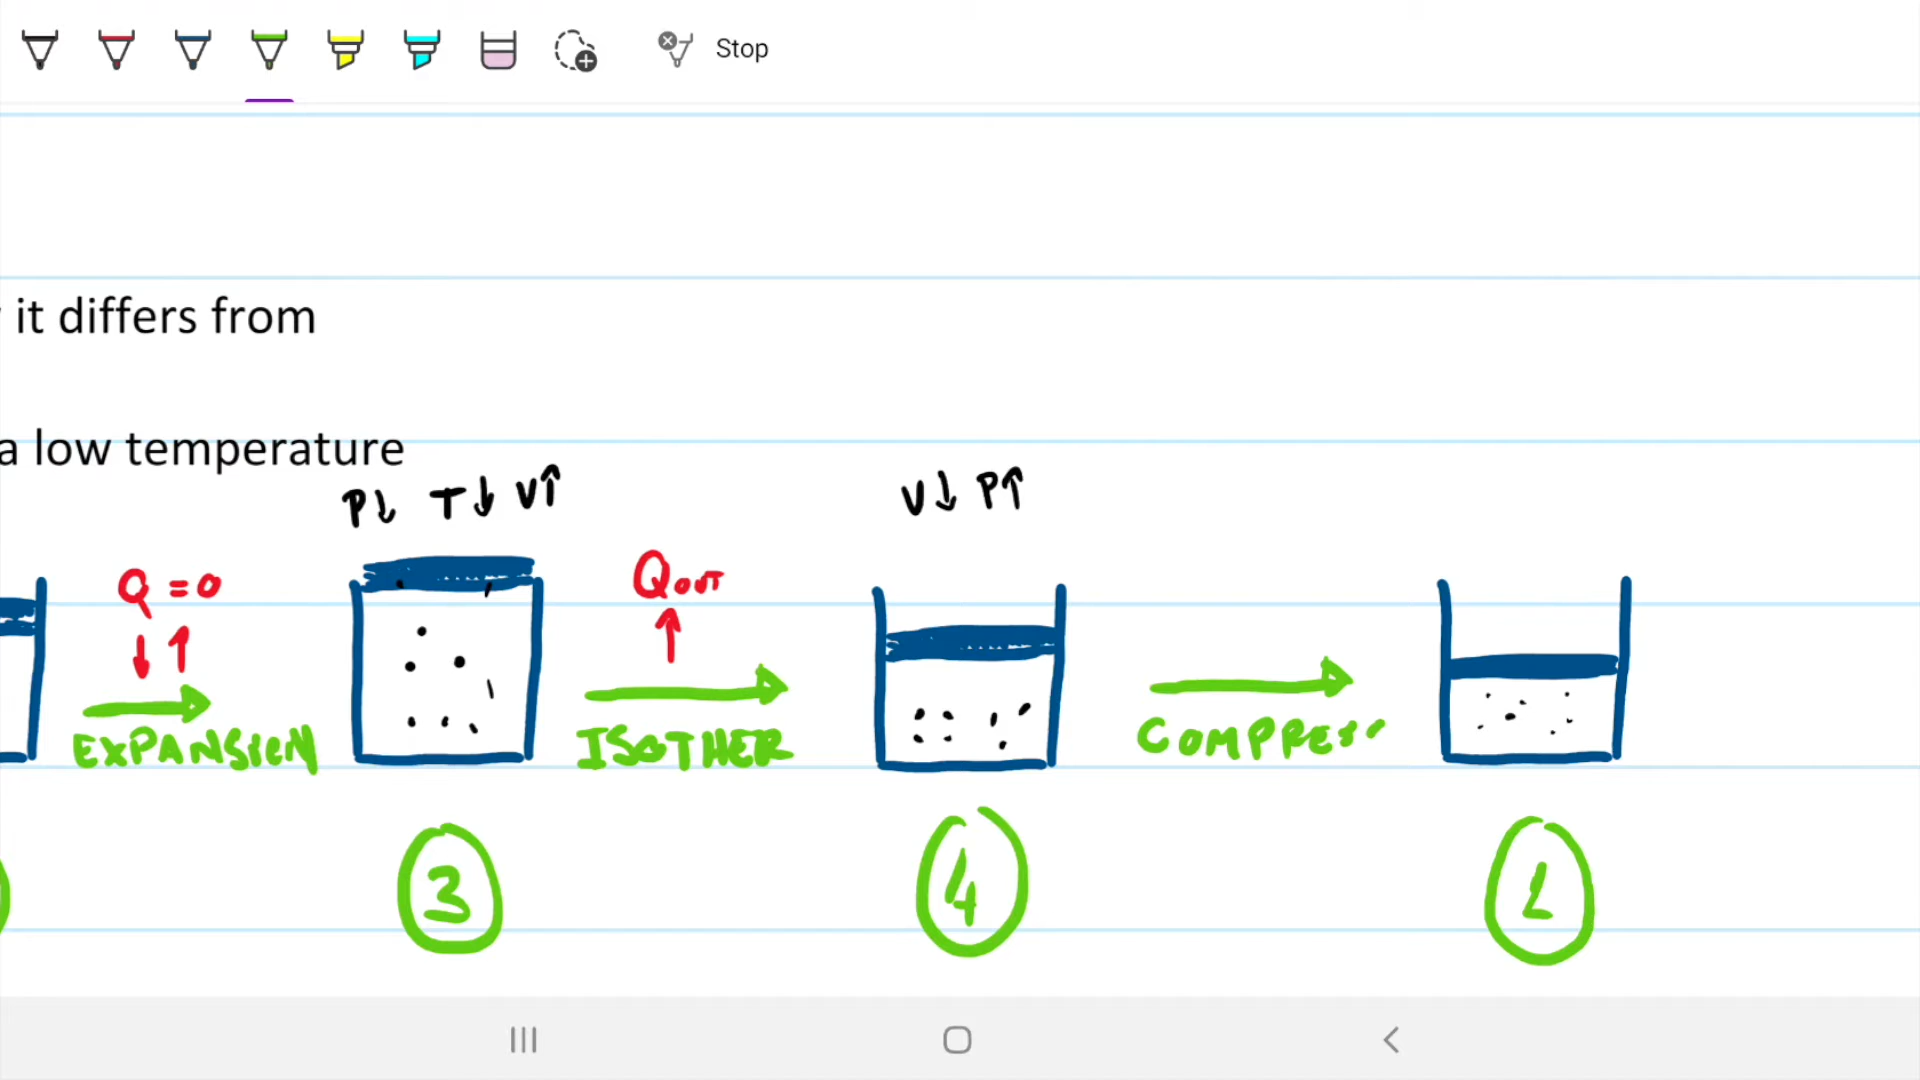 Stop
it differs from
a low temperature
P↓ T↓ V↑
V↓ P↑
Q = 0
↓ ↑
Qout
↑
EXPANSION
ISOTHER
COMPRESS
3
4
1